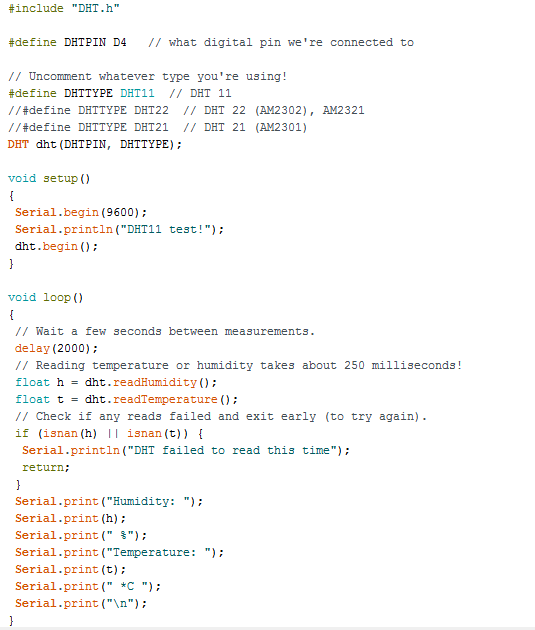 #include "DHT.h"

#define DHTPIN D4   // what digital pin we're connected to

// Uncomment whatever type you're using!
#define DHTTYPE DHT11  // DHT 11
//#define DHTTYPE DHT22  // DHT 22 (AM2302), AM2321
//#define DHTTYPE DHT21  // DHT 21 (AM2301)
DHT dht(DHTPIN, DHTTYPE);

void setup()
{
 Serial.begin(9600);
 Serial.println("DHT11 test!");
 dht.begin();
}

void loop()
{
 // Wait a few seconds between measurements.
 delay(2000);
 // Reading temperature or humidity takes about 250 milliseconds!
 float h = dht.readHumidity();
 float t = dht.readTemperature();
 // Check if any reads failed and exit early (to try again).
 if (isnan(h) || isnan(t)) {
  Serial.println("DHT failed to read this time");
  return;
 }
 Serial.print("Humidity: ");
 Serial.print(h);
 Serial.print(" %");
 Serial.print("Temperature: ");
 Serial.print(t);
 Serial.print(" *C ");
 Serial.print("\n");
}